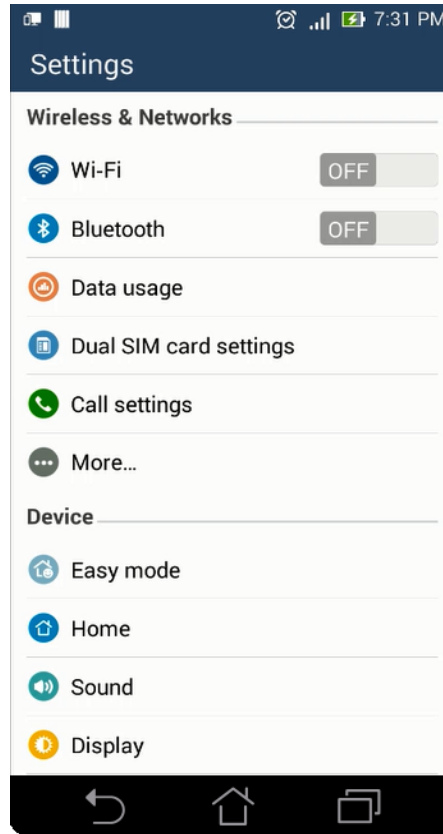 7:31 PM
Settings
Wireless & Networks
Wi-Fi OFF
Bluetooth OFF
Data usage
Dual SIM card settings
Call settings
More...
Device
Easy mode
Home
Sound
Display